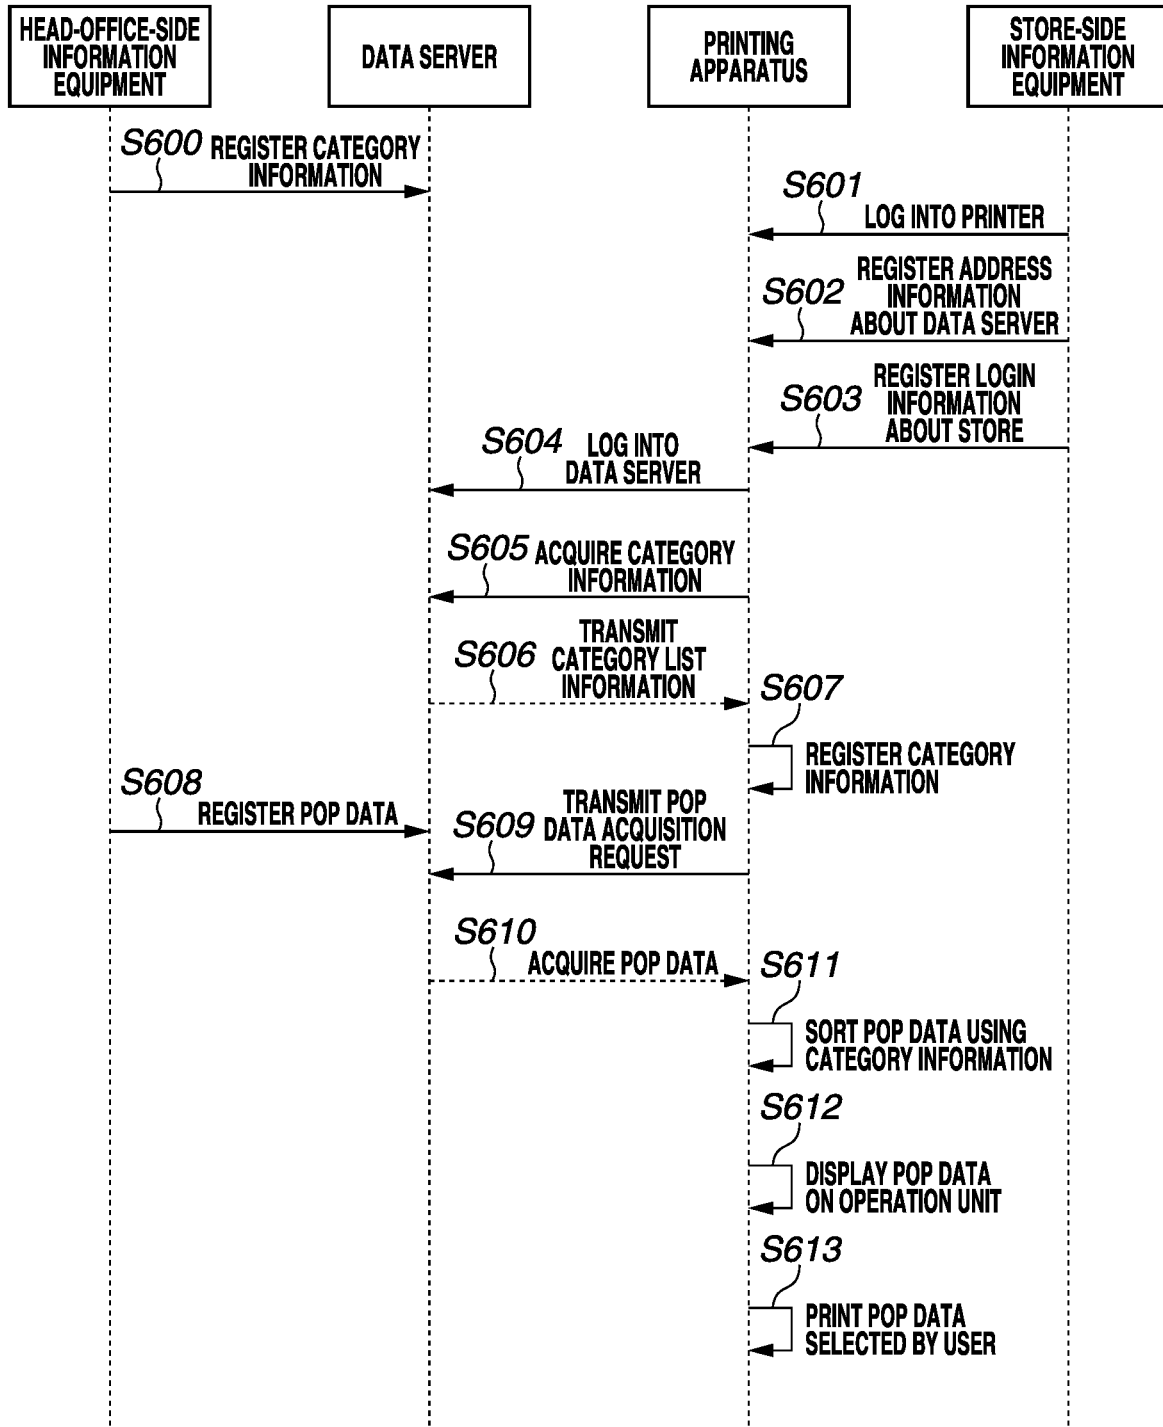 HEAD-OFFICE-SIDE
INFORMATION
EQUIPMENT
DATA SERVER
PRINTING
APPARATUS
STORE-SIDE
INFORMATION
EQUIPMENT
S600
REGISTER CATEGORY
INFORMATION
S601
LOG INTO PRINTER
S602
REGISTER ADDRESS
INFORMATION
ABOUT DATA SERVER
S603
REGISTER LOGIN
INFORMATION
ABOUT STORE
S604
LOG INTO
DATA SERVER
S605
ACQUIRE CATEGORY
INFORMATION
S606
TRANSMIT
CATEGORY LIST
INFORMATION
S607
REGISTER CATEGORY
INFORMATION
S608
REGISTER POP DATA
S609
TRANSMIT POP
DATA ACQUISITION
REQUEST
S610
ACQUIRE POP DATA
S611
SORT POP DATA USING
CATEGORY INFORMATION
S612
DISPLAY POP DATA
ON OPERATION UNIT
S613
PRINT POP DATA
SELECTED BY USER